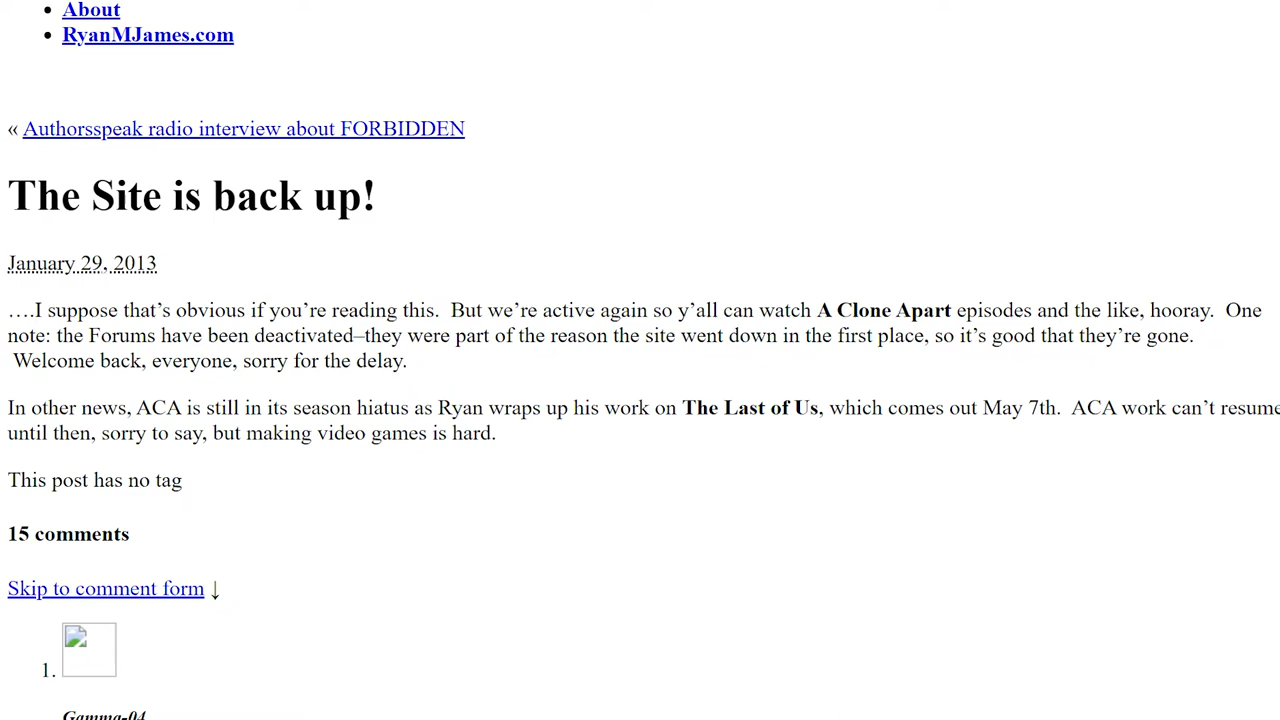 About
RyanMJames.com
« Authorsspeak radio interview about FORBIDDEN
The Site is back up!
January 29, 2013
….I suppose that’s obvious if you’re reading this.  But we’re active again so y’all can watch A Clone Apart episodes and the like, hooray.  One
note: the Forums have been deactivated–they were part of the reason the site went down in the first place, so it’s good that they’re gone.
Welcome back, everyone, sorry for the delay.
In other news, ACA is still in its season hiatus as Ryan wraps up his work on The Last of Us, which comes out May 7th.  ACA work can’t resume
until then, sorry to say, but making video games is hard.
This post has no tag
15 comments
Skip to comment form ↓
1.
Gamma-04